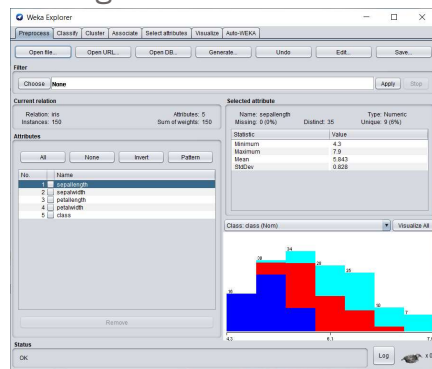 Weka Explorer
Preprocess Classify Cluster Associate Select attributes Visualize Auto-WEKA
Open file... Open URL... Open DB... Generate... Undo Edit... Save...
Filter
Choose None Apply Stop
Current relation
Relation: iris Attributes: 5
Instances: 150 Sum of weights: 150
Attributes
All None Invert Pattern
No. Name
1 sepallength
2 sepalwidth
3 petallength
4 petalwidth
5 class
Remove
Selected attribute
Name: sepallength Type: Numeric
Missing: 0 (0%) Distinct: 35 Unique: 9 (6%)
Statistic Value
Minimum 4.3
Maximum 7.9
Mean 5.843
StdDev 0.828
Class: class (Nom) Visualize All
16 30 34 28 25 10 7
4.3 6.1
Status
OK Log x 0